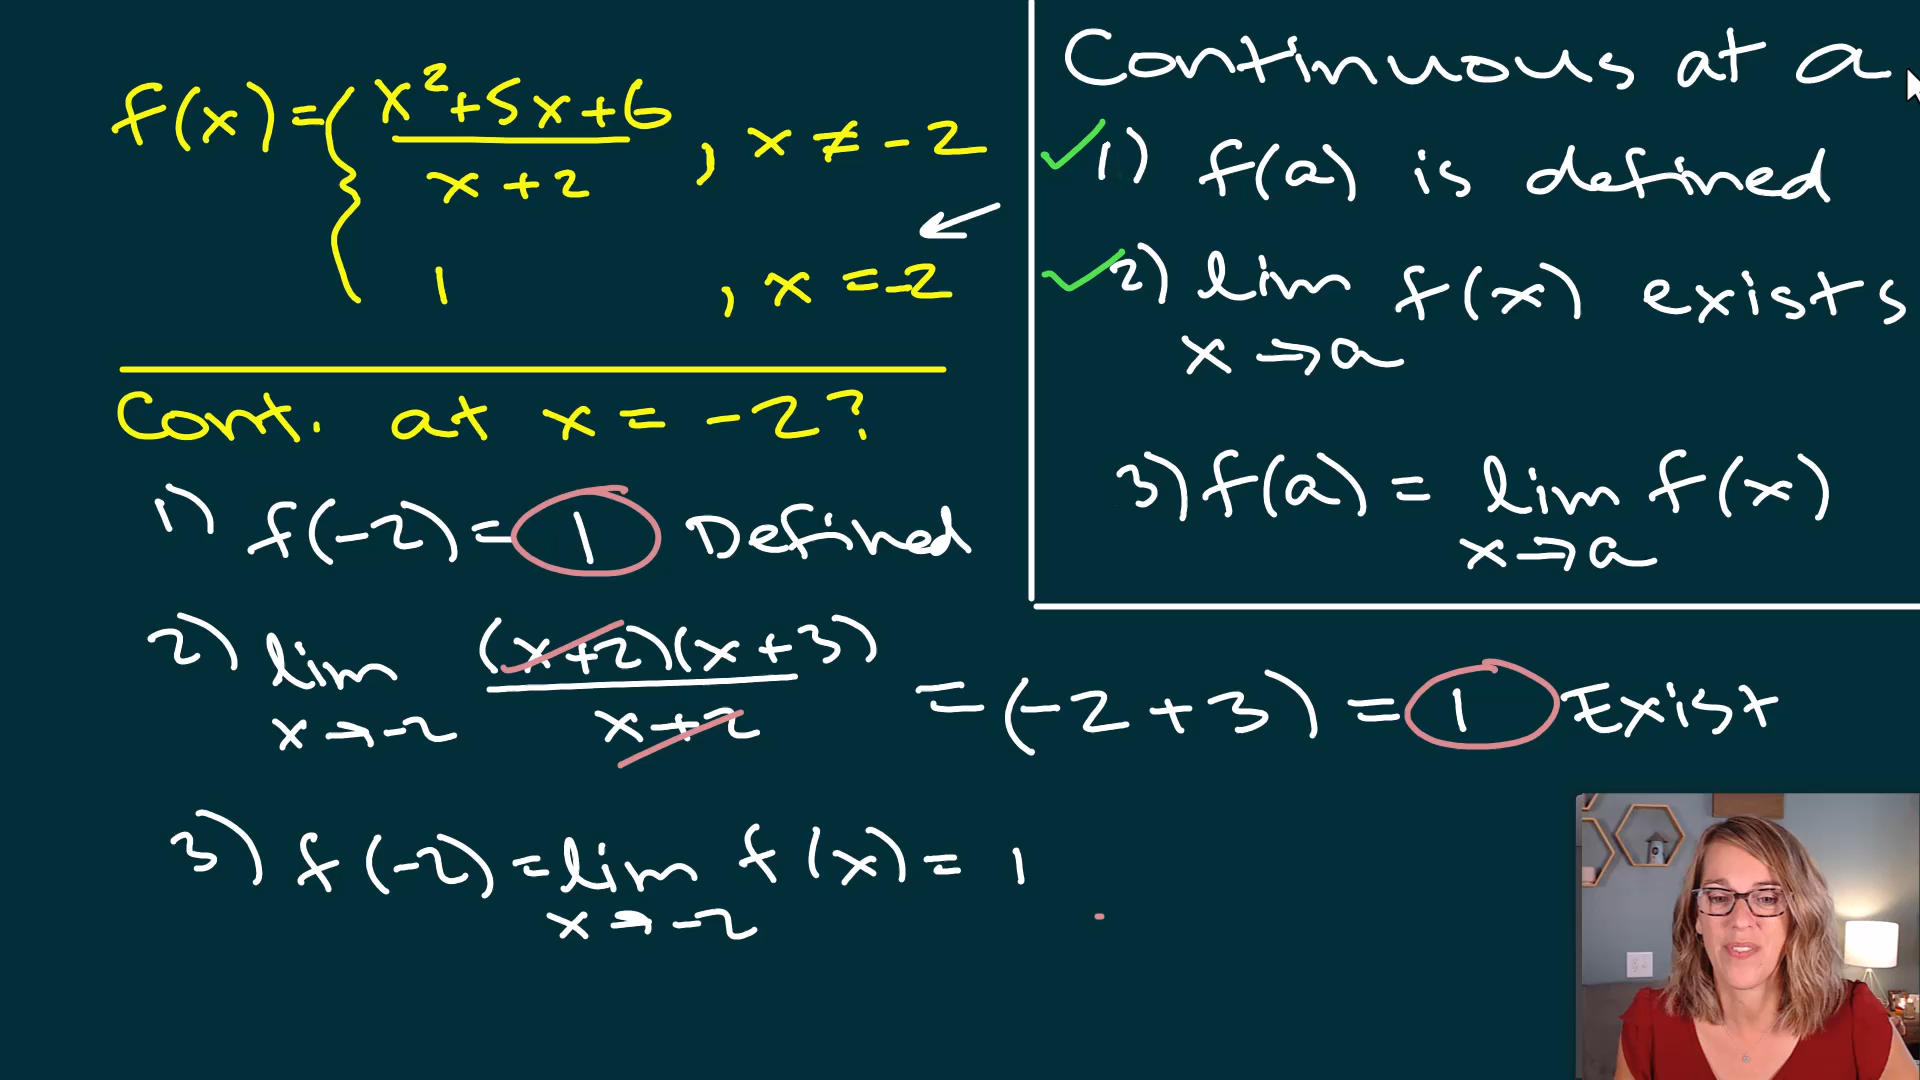 f(x) = { x²+5x+6 / x+2 , x ≠ -2
1 , x = -2
Cont. at x = -2?
1) f(-2) = 1 Defined
2) lim x→-2 (x+2)(x+3) / x+2 = (-2+3) = 1 Exist
3) f(-2) = lim x→-2 f(x) = 1
Continuous at a
1) f(a) is defined
2) lim f(x) exists
x→a
3) f(a) = lim f(x)
x→a